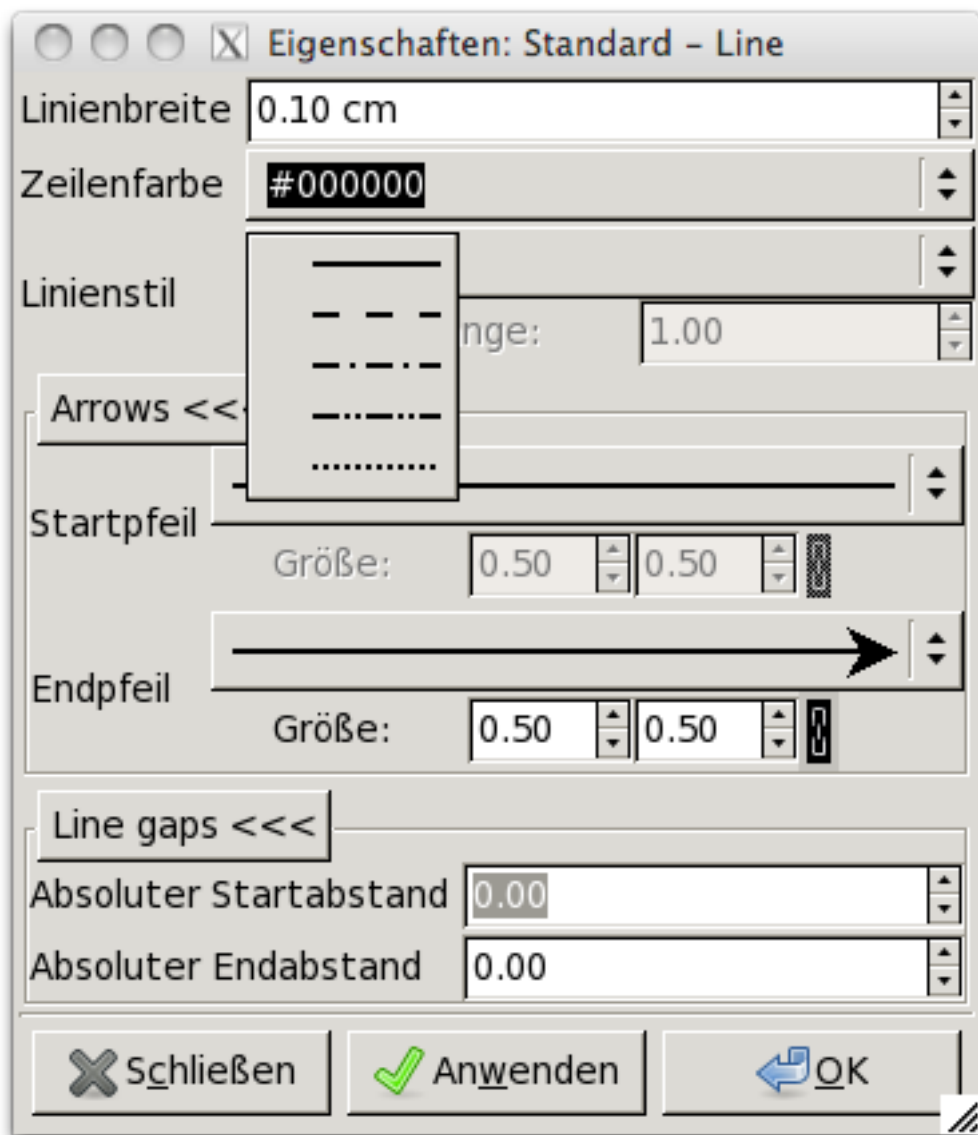 Eigenschaften: Standard – Line
Linienbreite 0.10 cm
Zeilenfarbe #000000
Linienstil
nge: 1.00
Arrows <<
Startpfeil
Größe: 0.50 0.50
Endpfeil
Größe: 0.50 0.50
Line gaps <<<
Absoluter Startabstand 0.00
Absoluter Endabstand 0.00
Schließen Anwenden OK